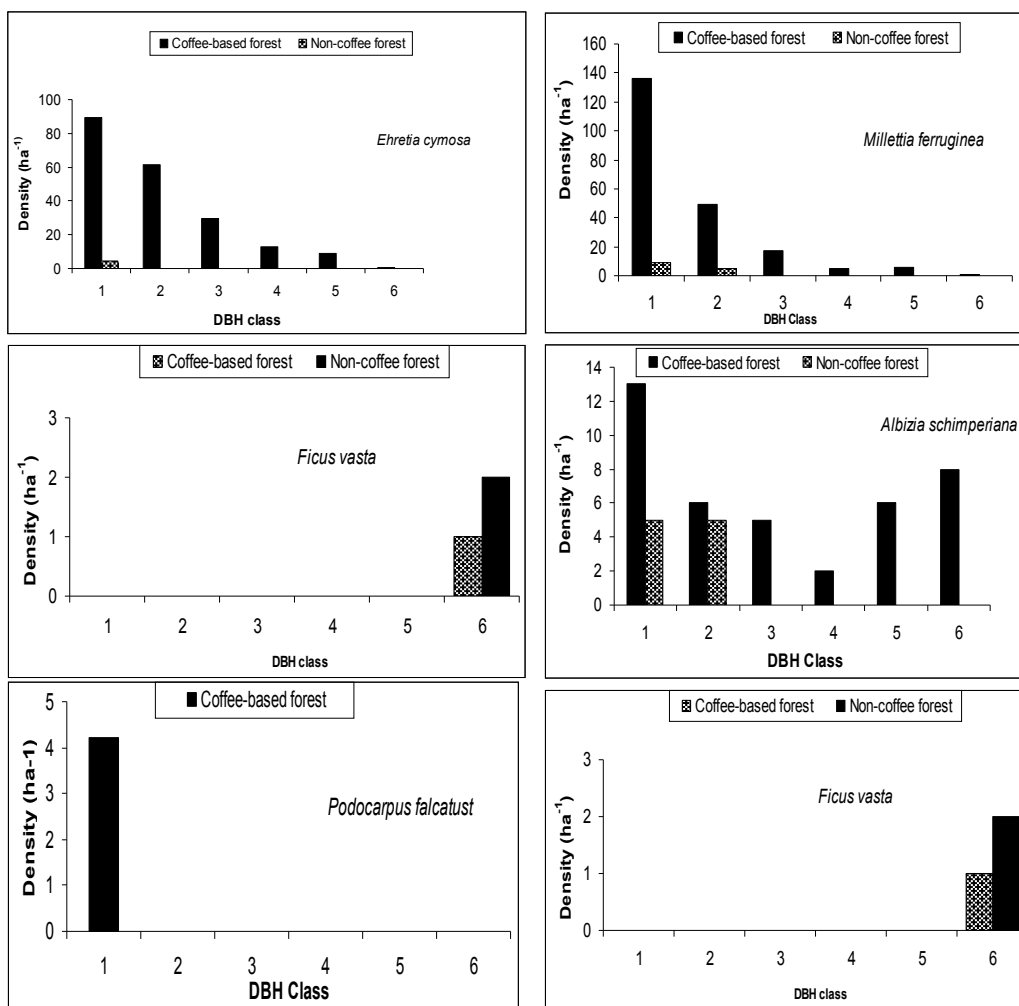 Coffee-based forest Non-coffee forest
Density (ha-1)
100
80
60
40
20
0
Ehretia cymosa
1 2 3 4 5 6
DBH class
Coffee-based forest Non-coffee forest
Density (ha-1)
160
140
120
100
80
60
40
20
0
Millettia ferruginea
1 2 3 4 5 6
DBH Class
Coffee-based forest Non-coffee forest
Density (ha-1)
3
2
1
0
Ficus vasta
1 2 3 4 5 6
DBH class
Coffee-based forest Non-coffee forest
Density (ha-1)
14
12
10
8
6
4
2
0
Albizia schimperiana
1 2 3 4 5 6
DBH Class
Coffee-based forest
Density (ha-1)
5
4
3
2
1
0
Podocarpus falcatust
1 2 3 4 5 6
DBH Class
Coffee-based forest Non-coffee forest
Density (ha-1)
3
2
1
0
Ficus vasta
1 2 3 4 5 6
DBH class